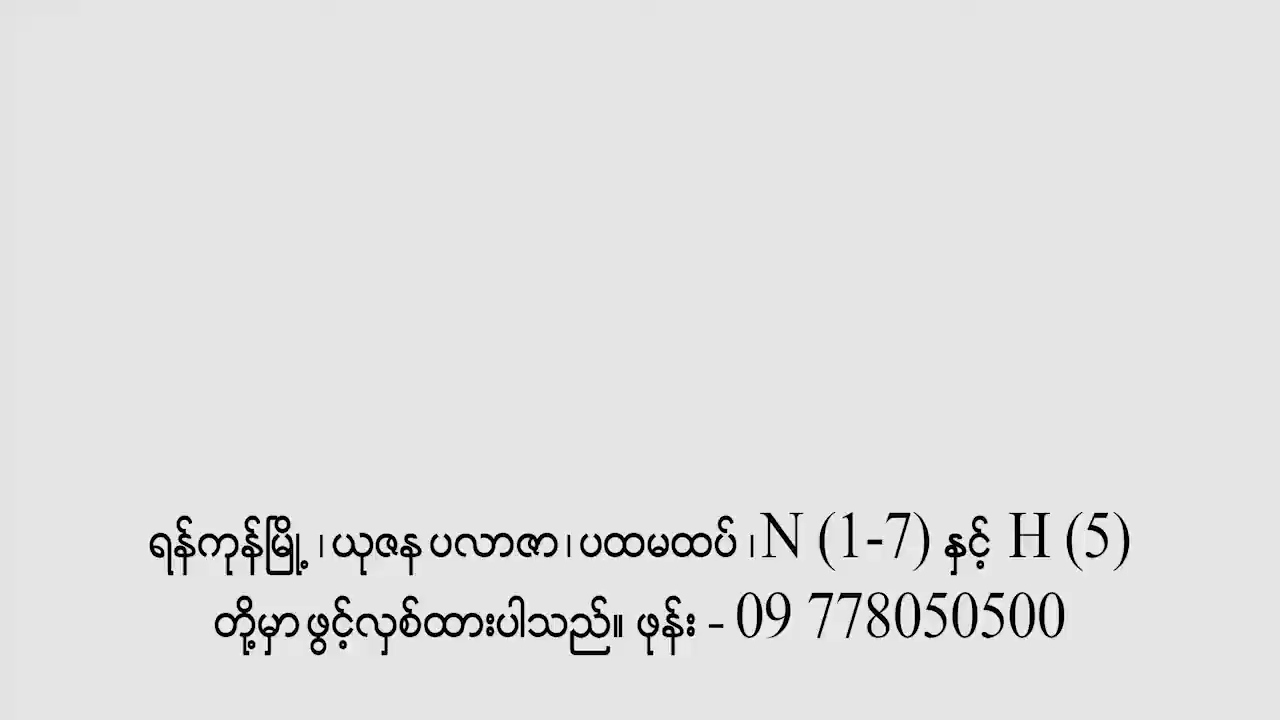 ရန်ကုန်မြို့ ၊ ယုဇန ပလာဇာ ၊ ပထမထပ် ၊ N (1-7) နှင့် H (5)
တို့မှာ ဖွင့်လှစ်ထားပါသည်။ ဖုန်း - 09 778050500